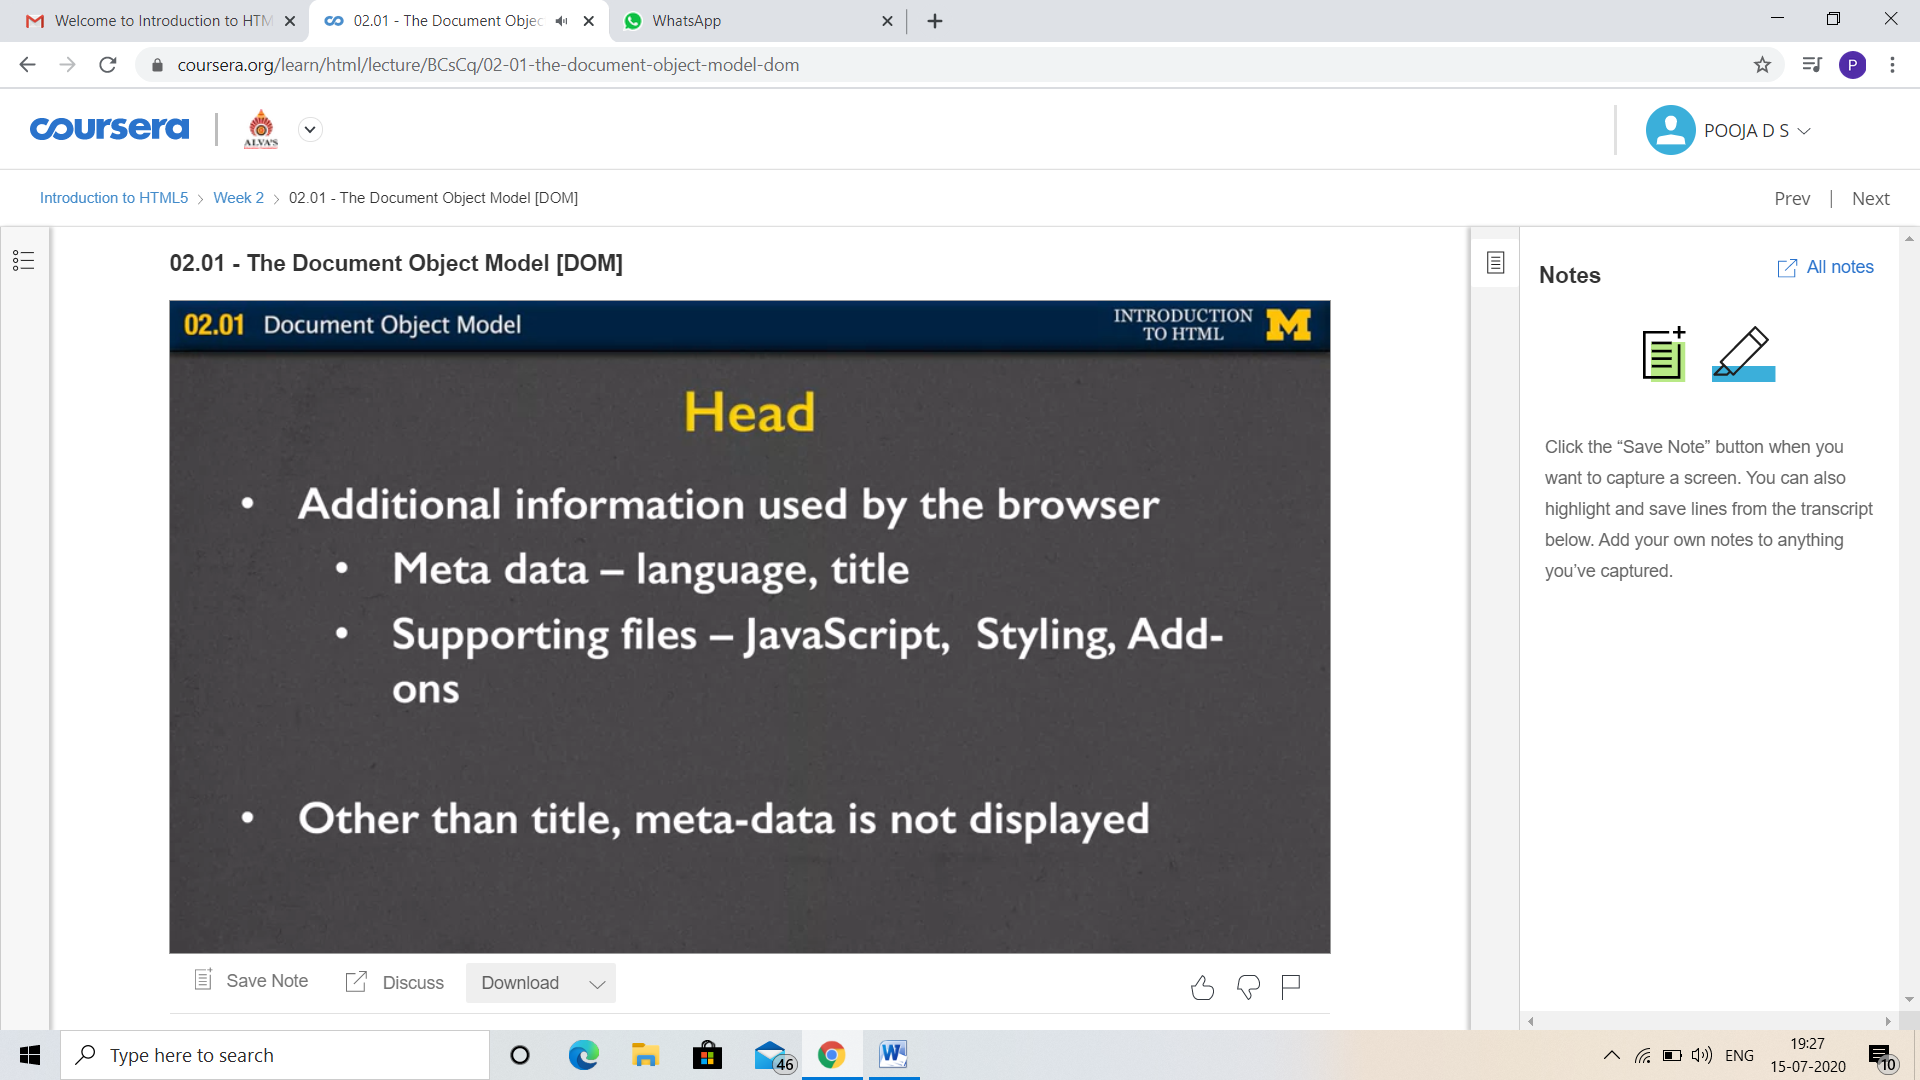 Welcome to Introduction to HTM
02.01 - The Document Objec
WhatsApp
coursera.org/learn/html/lecture/BCsCq/02-01-the-document-object-model-dom
P
coursera
ALVA'S
POOJA D S
Introduction to HTML5 > Week 2 > 02.01 - The Document Object Model [DOM]
Prev | Next
02.01 - The Document Object Model [DOM]
02.01 Document Object Model
INTRODUCTION
TO HTML
M
Head
• Additional information used by the browser
• Meta data – language, title
• Supporting files – JavaScript, Styling, Add-
ons
• Other than title, meta-data is not displayed
Save Note
Discuss
Download
Notes
All notes
Click the “Save Note” button when you
want to capture a screen. You can also
highlight and save lines from the transcript
below. Add your own notes to anything
you’ve captured.
Type here to search
46
W
ENG
19:27
15-07-2020
10